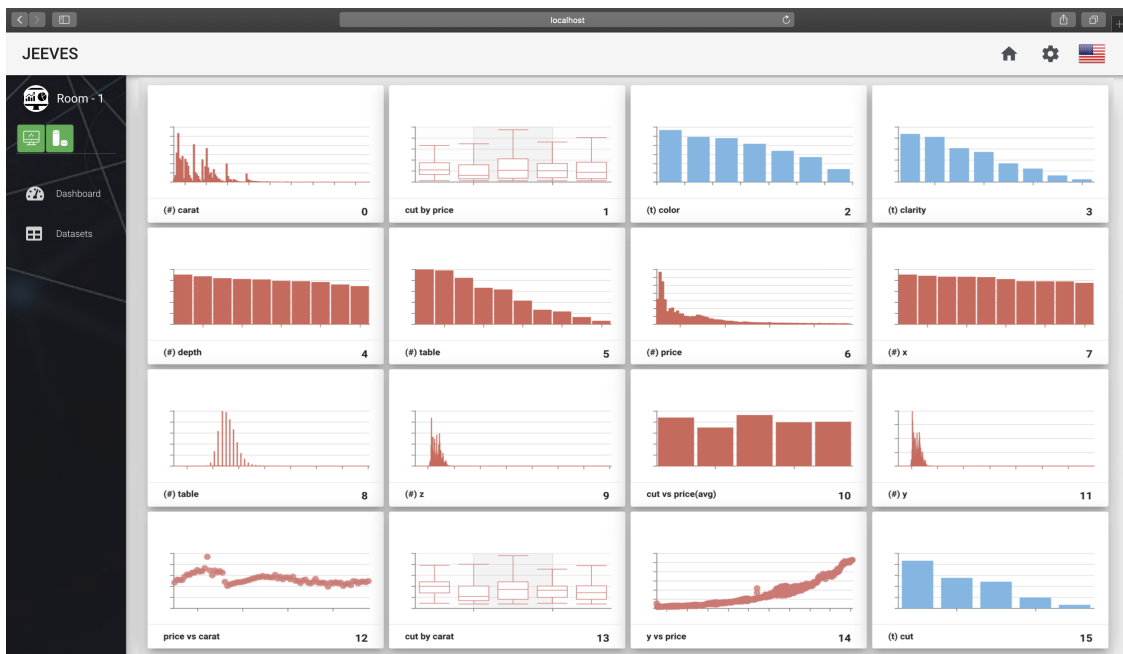 localhost
JEEVES
Room - 1
Dashboard
Datasets
(#) carat 0
cut by price 1
(t) color 2
(t) clarity 3
(#) depth 4
(#) table 5
(#) price 6
(#) x 7
(#) table 8
(#) z 9
cut vs price(avg) 10
(#) y 11
price vs carat 12
cut by carat 13
y vs price 14
(t) cut 15